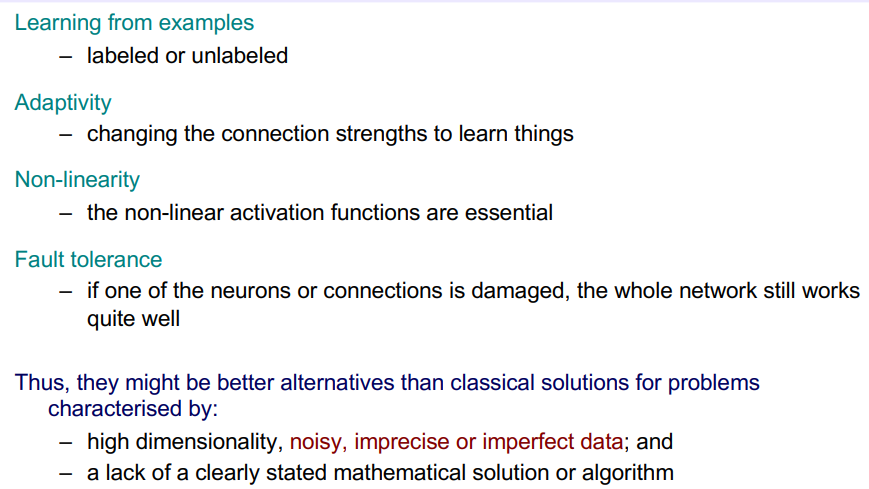 Learning from examples
– labeled or unlabeled
Adaptivity
– changing the connection strengths to learn things
Non-linearity
– the non-linear activation functions are essential
Fault tolerance
– if one of the neurons or connections is damaged, the whole network still works
quite well
Thus, they might be better alternatives than classical solutions for problems
characterised by:
– high dimensionality, noisy, imprecise or imperfect data; and
– a lack of a clearly stated mathematical solution or algorithm